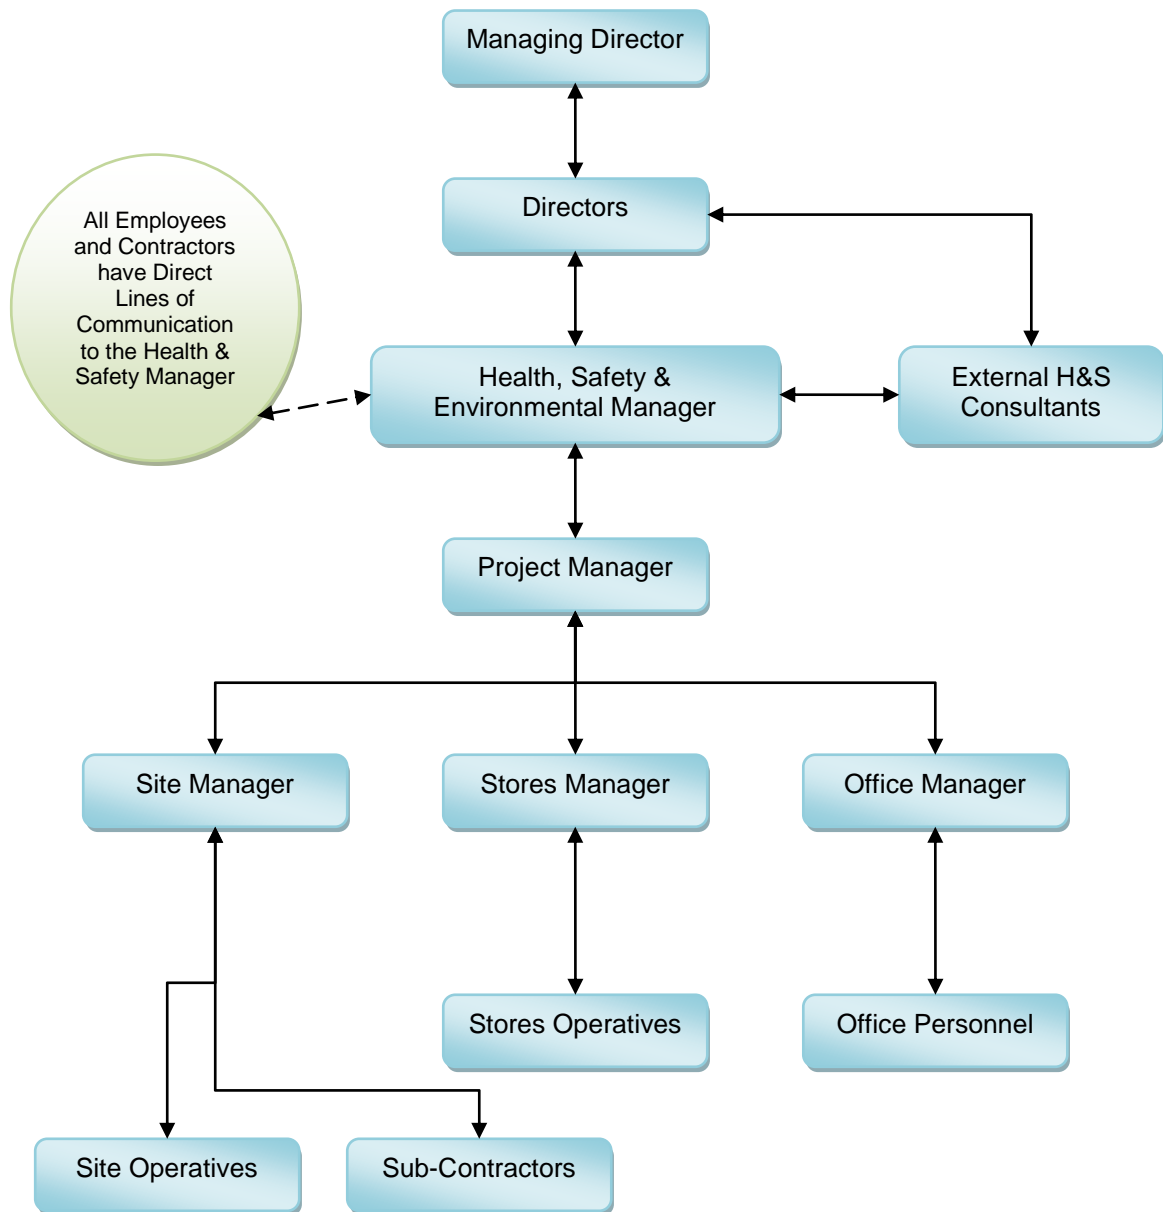 Managing Director
Directors
All Employees
and Contractors
have Direct
Lines of
Communication
to the Health &
Safety Manager
Health, Safety &
Environmental Manager
External H&S
Consultants
Project Manager
Site Manager
Stores Manager
Office Manager
Stores Operatives
Office Personnel
Site Operatives
Sub-Contractors